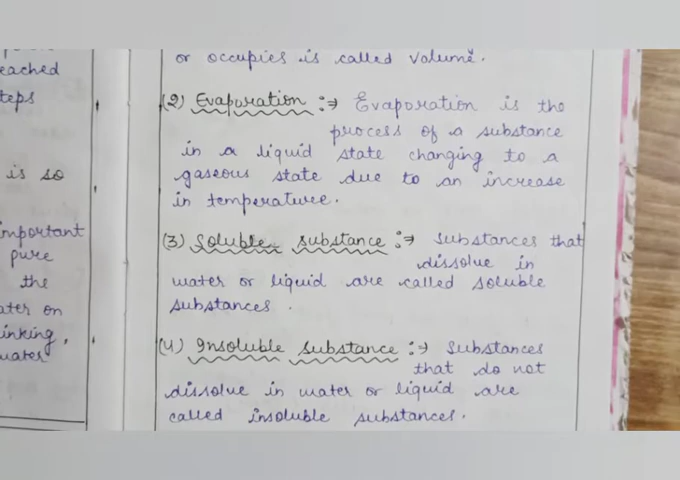 eached
teps
is so
important
pure
the
ater on
inking,
water
or occupies is called volume.
(2) Evaporation :⇒ Evaporation is the
process of a substance
in a liquid state changing to a
gaseous state due to an increase
in temperature.
(3) Soluble substance :⇒ Substances that
dissolve in
water or liquid are called soluble
substances.
(4) Insoluble substance :⇒ Substances
that do not
dissolve in water or liquid are
called insoluble substances.